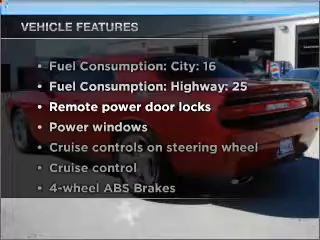 VEHICLE FEATURES
• Fuel Consumption: City: 16
• Fuel Consumption: Highway: 25
• Remote power door locks
• Power windows
• Cruise controls on steering wheel
• Cruise control
• 4-wheel ABS Brakes